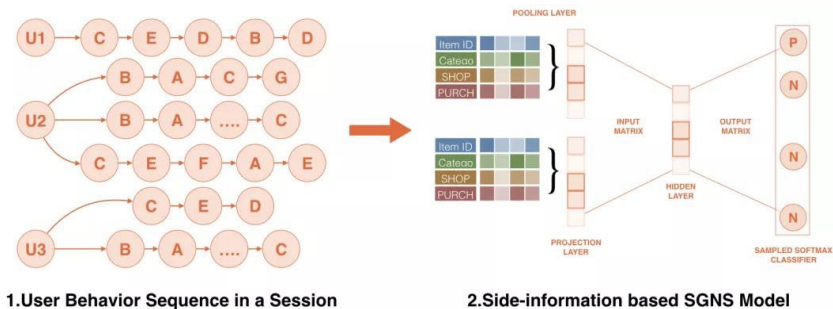 U1 C E D B D
B A C G
U2 B A .... C
C E F A E
C E D
U3 B A .... C
1.User Behavior Sequence in a Session
POOLING LAYER
Item ID
Catego
SHOP
PURCH
Item ID
Catego
SHOP
PURCH
PROJECTION
LAYER
INPUT
MATRIX
HIDDEN
LAYER
OUTPUT
MATRIX
P
N
N
N
SAMPLED SOFTMAX
CLASSIFIER
2.Side-information based SGNS Model